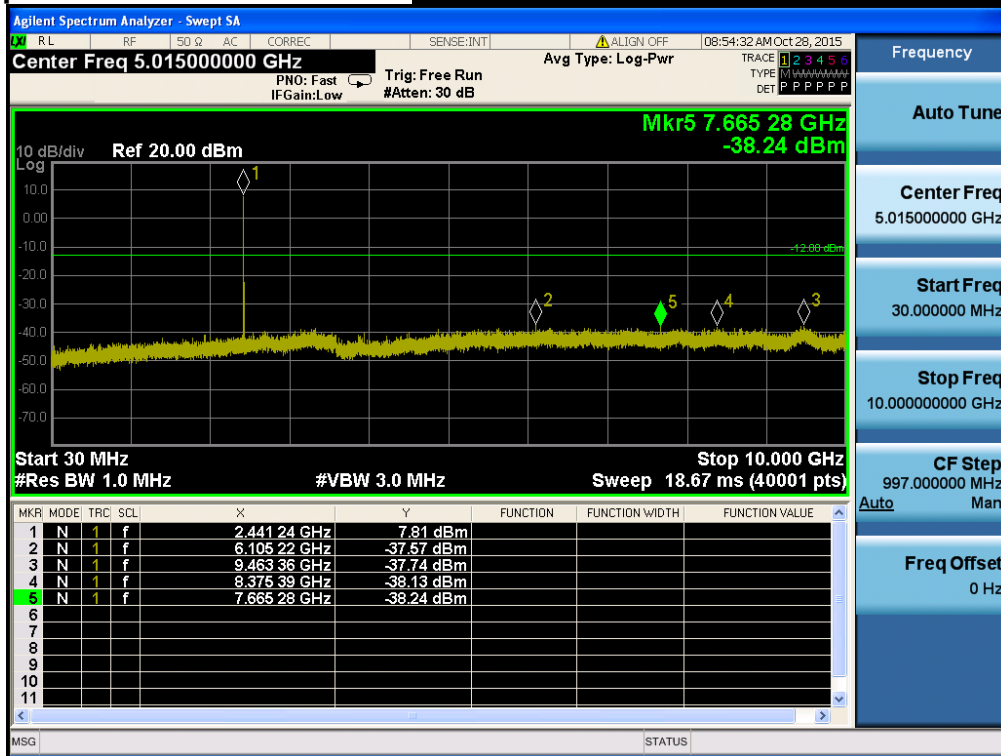 Agilent Spectrum Analyzer - Swept SA
LXI RL RF 50 Ω AC CORREC SENSE:INT ALIGN OFF 08:54:32 AM Oct 28, 2015
Center Freq 5.015000000 GHz
PNO: Fast
IFGain:Low
Trig: Free Run
#Atten: 30 dB
Avg Type: Log-Pwr
TRACE 1 2 3 4 5 6
TYPE M
DET P P P P P P
Mkr5 7.665 28 GHz
-38.24 dBm
10 dB/div Ref 20.00 dBm
Log
10.0
0.00
-10.0
-20.0
-30.0
-40.0
-50.0
-60.0
-70.0
1
2
5
4
3
Start 30 MHz Stop 10.000 GHz
#Res BW 1.0 MHz #VBW 3.0 MHz Sweep 18.67 ms (40001 pts)
MKR MODE TRC SCL X Y FUNCTION FUNCTION WIDTH FUNCTION VALUE
1 N 1 f 2.441 24 GHz 7.81 dBm
2 N 1 f 6.105 22 GHz -37.57 dBm
3 N 1 f 9.463 36 GHz -37.74 dBm
4 N 1 f 8.375 39 GHz -38.13 dBm
5 N 1 f 7.665 28 GHz -38.24 dBm
6
7
8
9
10
11
MSG STATUS
Frequency
Auto Tune
Center Freq
5.015000000 GHz
Start Freq
30.000000 MHz
Stop Freq
10.000000000 GHz
CF Step
997.000000 MHz
Auto Man
Freq Offset
0 Hz